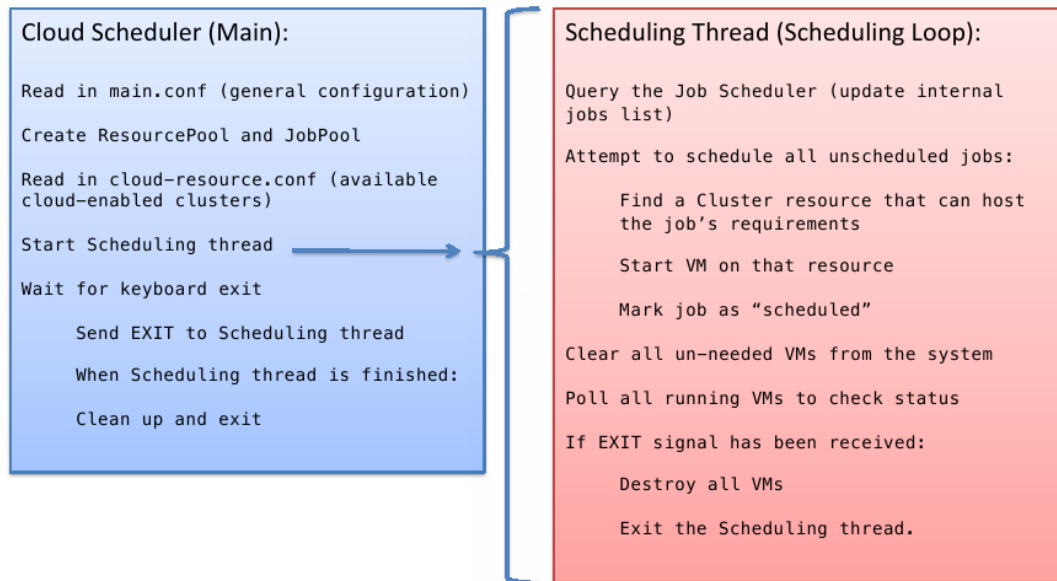 Cloud Scheduler (Main):
Read in main.conf (general configuration)
Create ResourcePool and JobPool
Read in cloud-resource.conf (available
cloud-enabled clusters)
Start Scheduling thread
Wait for keyboard exit
Send EXIT to Scheduling thread
When Scheduling thread is finished:
Clean up and exit
Scheduling Thread (Scheduling Loop):
Query the Job Scheduler (update internal
jobs list)
Attempt to schedule all unscheduled jobs:
Find a Cluster resource that can host
the job’s requirements
Start VM on that resource
Mark job as “scheduled”
Clear all un-needed VMs from the system
Poll all running VMs to check status
If EXIT signal has been received:
Destroy all VMs
Exit the Scheduling thread.